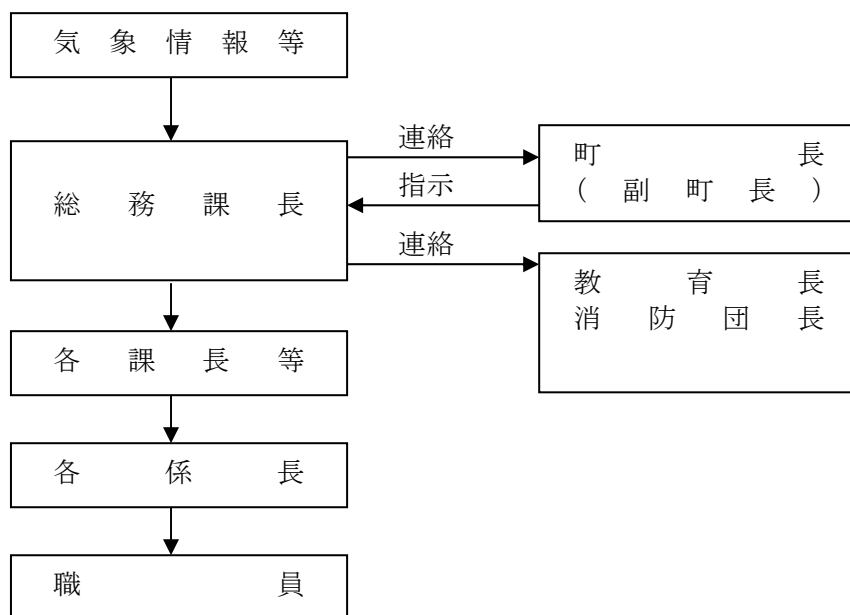 気象情報等
連絡
町長
(副町長)
総務課長
指示
連絡
教育長
消防団長
各課長等
各係長
職員